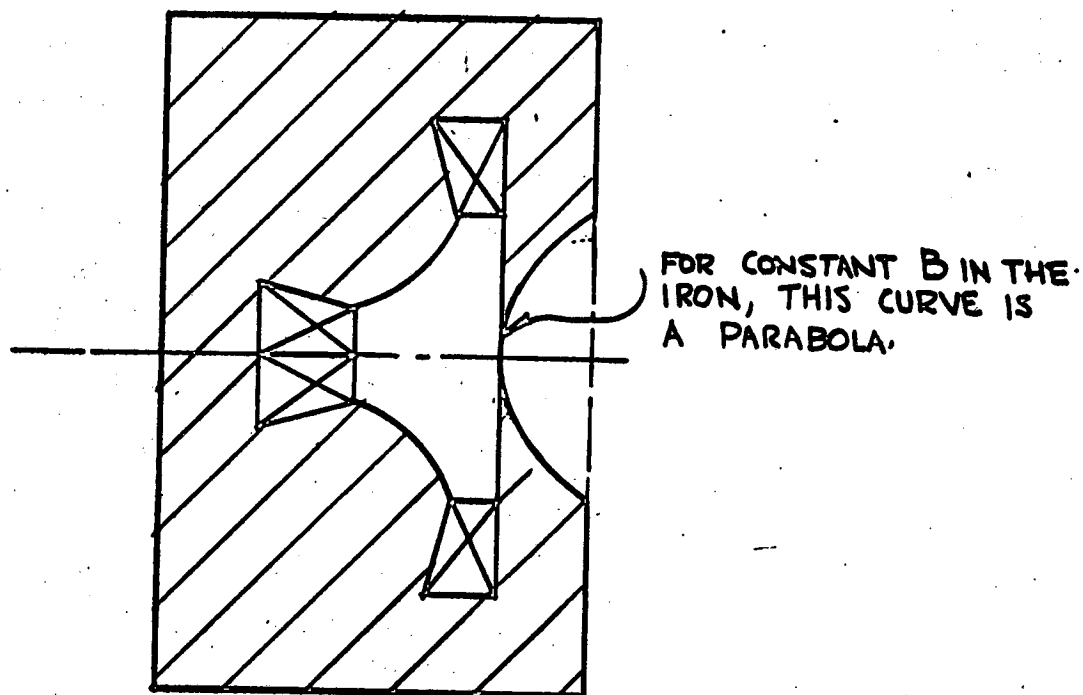 FOR CONSTANT B IN THE
IRON, THIS CURVE IS
A PARABOLA.